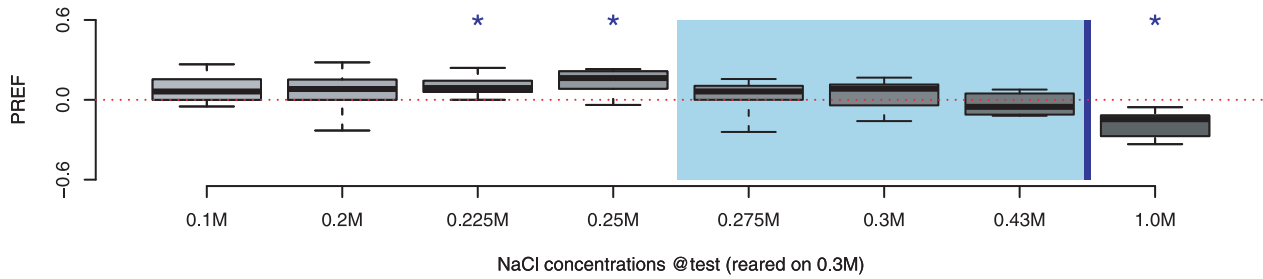 0.6
* * *
PREF
0.0
−0.6
0.1M 0.2M 0.225M 0.25M 0.275M 0.3M 0.43M 1.0M
NaCl concentrations @test (reared on 0.3M)